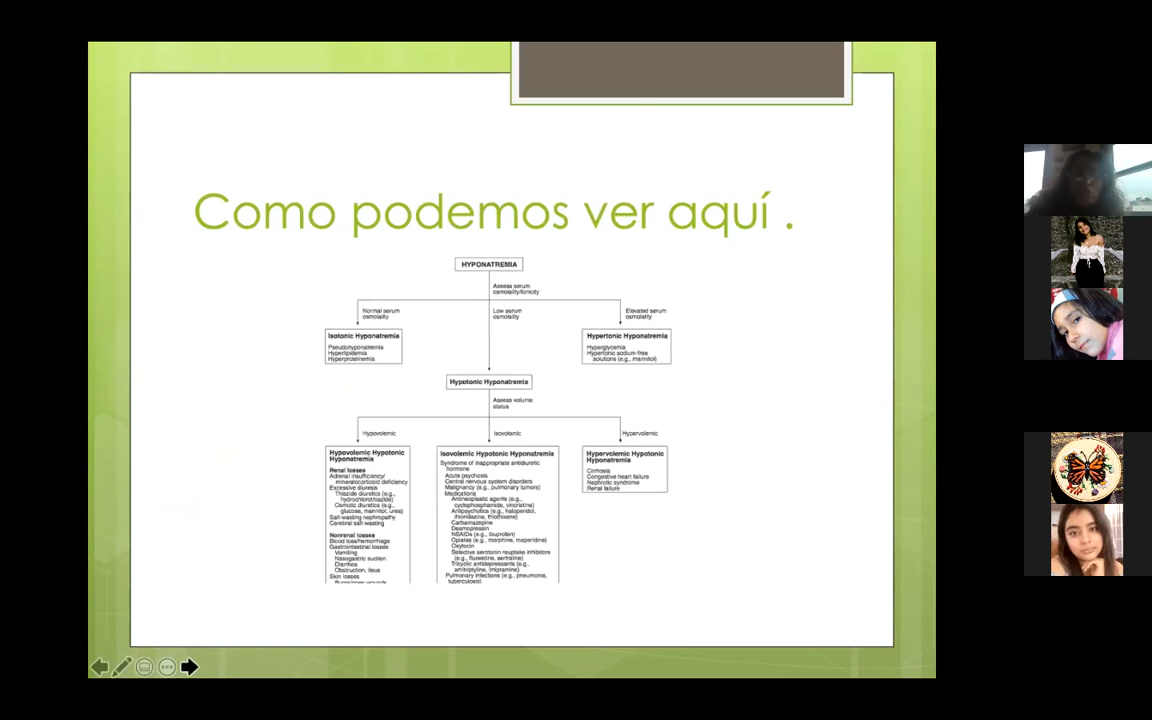 Como podemos ver aquí .
HYPONATREMIA
Assess serum
osmolality/tonicity
Normal serum
osmolality
Low serum
osmolality
Elevated serum
osmolality
Isotonic Hyponatremia
Pseudohyponatremia
Hyperlipidemia
Hyperproteinemia
Hypertonic Hyponatremia
Hyperglycemia
Hypertonic sodium-free
solutions (e.g., mannitol)
Hypotonic Hyponatremia
Assess volume
status
Hypovolemic
Isovolemic
Hypervolemic
Hypovolemic Hypotonic
Hyponatremia
Renal losses
Adrenal insufficiency/
mineralocorticoid deficiency
Excessive diuresis
Thiazide diuretics (e.g.,
hydrochlorothiazide)
Osmotic diuretics (e.g.,
glucose, mannitol, urea)
Salt-wasting nephropathy
Cerebral salt wasting
Nonrenal losses
Blood loss/hemorrhage
Gastrointestinal losses
Vomiting
Nasogastric suction
Diarrhea
Obstruction, ileus
Skin losses
Isovolemic Hypotonic Hyponatremia
Syndrome of inappropriate antidiuretic
hormone
Acute psychosis
Central nervous system disorders
Malignancy (e.g., pulmonary tumors)
Medications
Antineoplastic agents (e.g.,
cyclophosphamide, vincristine)
Antipsychotics (e.g., haloperidol,
thioridazine, thiothixene)
Carbamazepine
Desmopressin
NSAIDs (e.g., ibuprofen)
Opiates (e.g., morphine, meperidine)
Oxytocin
Selective serotonin reuptake inhibitors
(e.g., fluoxetine, sertraline)
Tricyclic antidepressants (e.g.,
amitriptyline, imipramine)
Pulmonary infections (e.g., pneumonia,
tuberculosis)
Hypervolemic Hypotonic
Hyponatremia
Cirrhosis
Congestive heart failure
Nephrotic syndrome
Renal failure